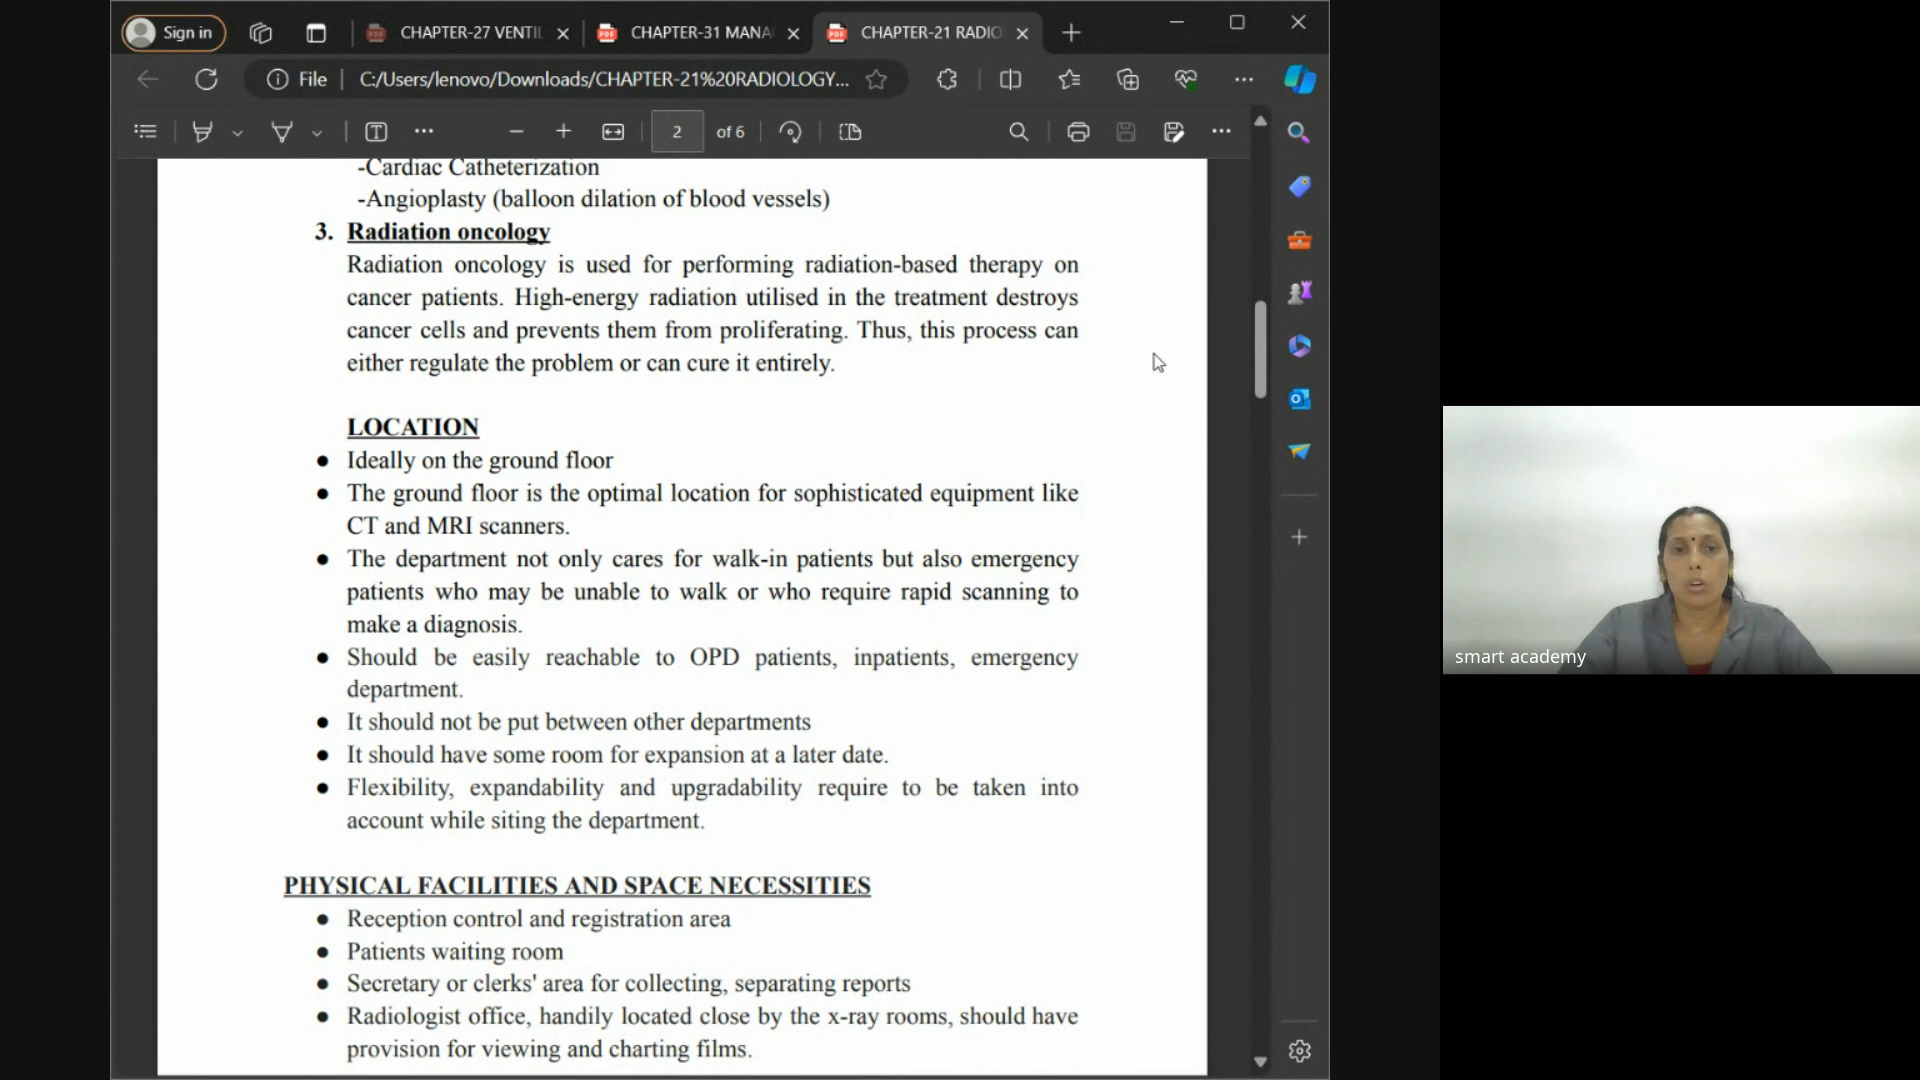 Sign in
CHAPTER-27 VENTIL
CHAPTER-31 MANA
CHAPTER-21 RADIO
File
C:/Users/lenovo/Downloads/CHAPTER-21%20RADIOLOGY...
2 of 6
-Cardiac Catheterization
-Angioplasty (balloon dilation of blood vessels)
3. Radiation oncology
Radiation oncology is used for performing radiation-based therapy on
cancer patients. High-energy radiation utilised in the treatment destroys
cancer cells and prevents them from proliferating. Thus, this process can
either regulate the problem or can cure it entirely.
LOCATION
● Ideally on the ground floor
● The ground floor is the optimal location for sophisticated equipment like
CT and MRI scanners.
● The department not only cares for walk-in patients but also emergency
patients who may be unable to walk or who require rapid scanning to
make a diagnosis.
● Should be easily reachable to OPD patients, inpatients, emergency
department.
● It should not be put between other departments
● It should have some room for expansion at a later date.
● Flexibility, expandability and upgradability require to be taken into
account while siting the department.
PHYSICAL FACILITIES AND SPACE NECESSITIES
● Reception control and registration area
● Patients waiting room
● Secretary or clerks' area for collecting, separating reports
● Radiologist office, handily located close by the x-ray rooms, should have
provision for viewing and charting films.
smart academy